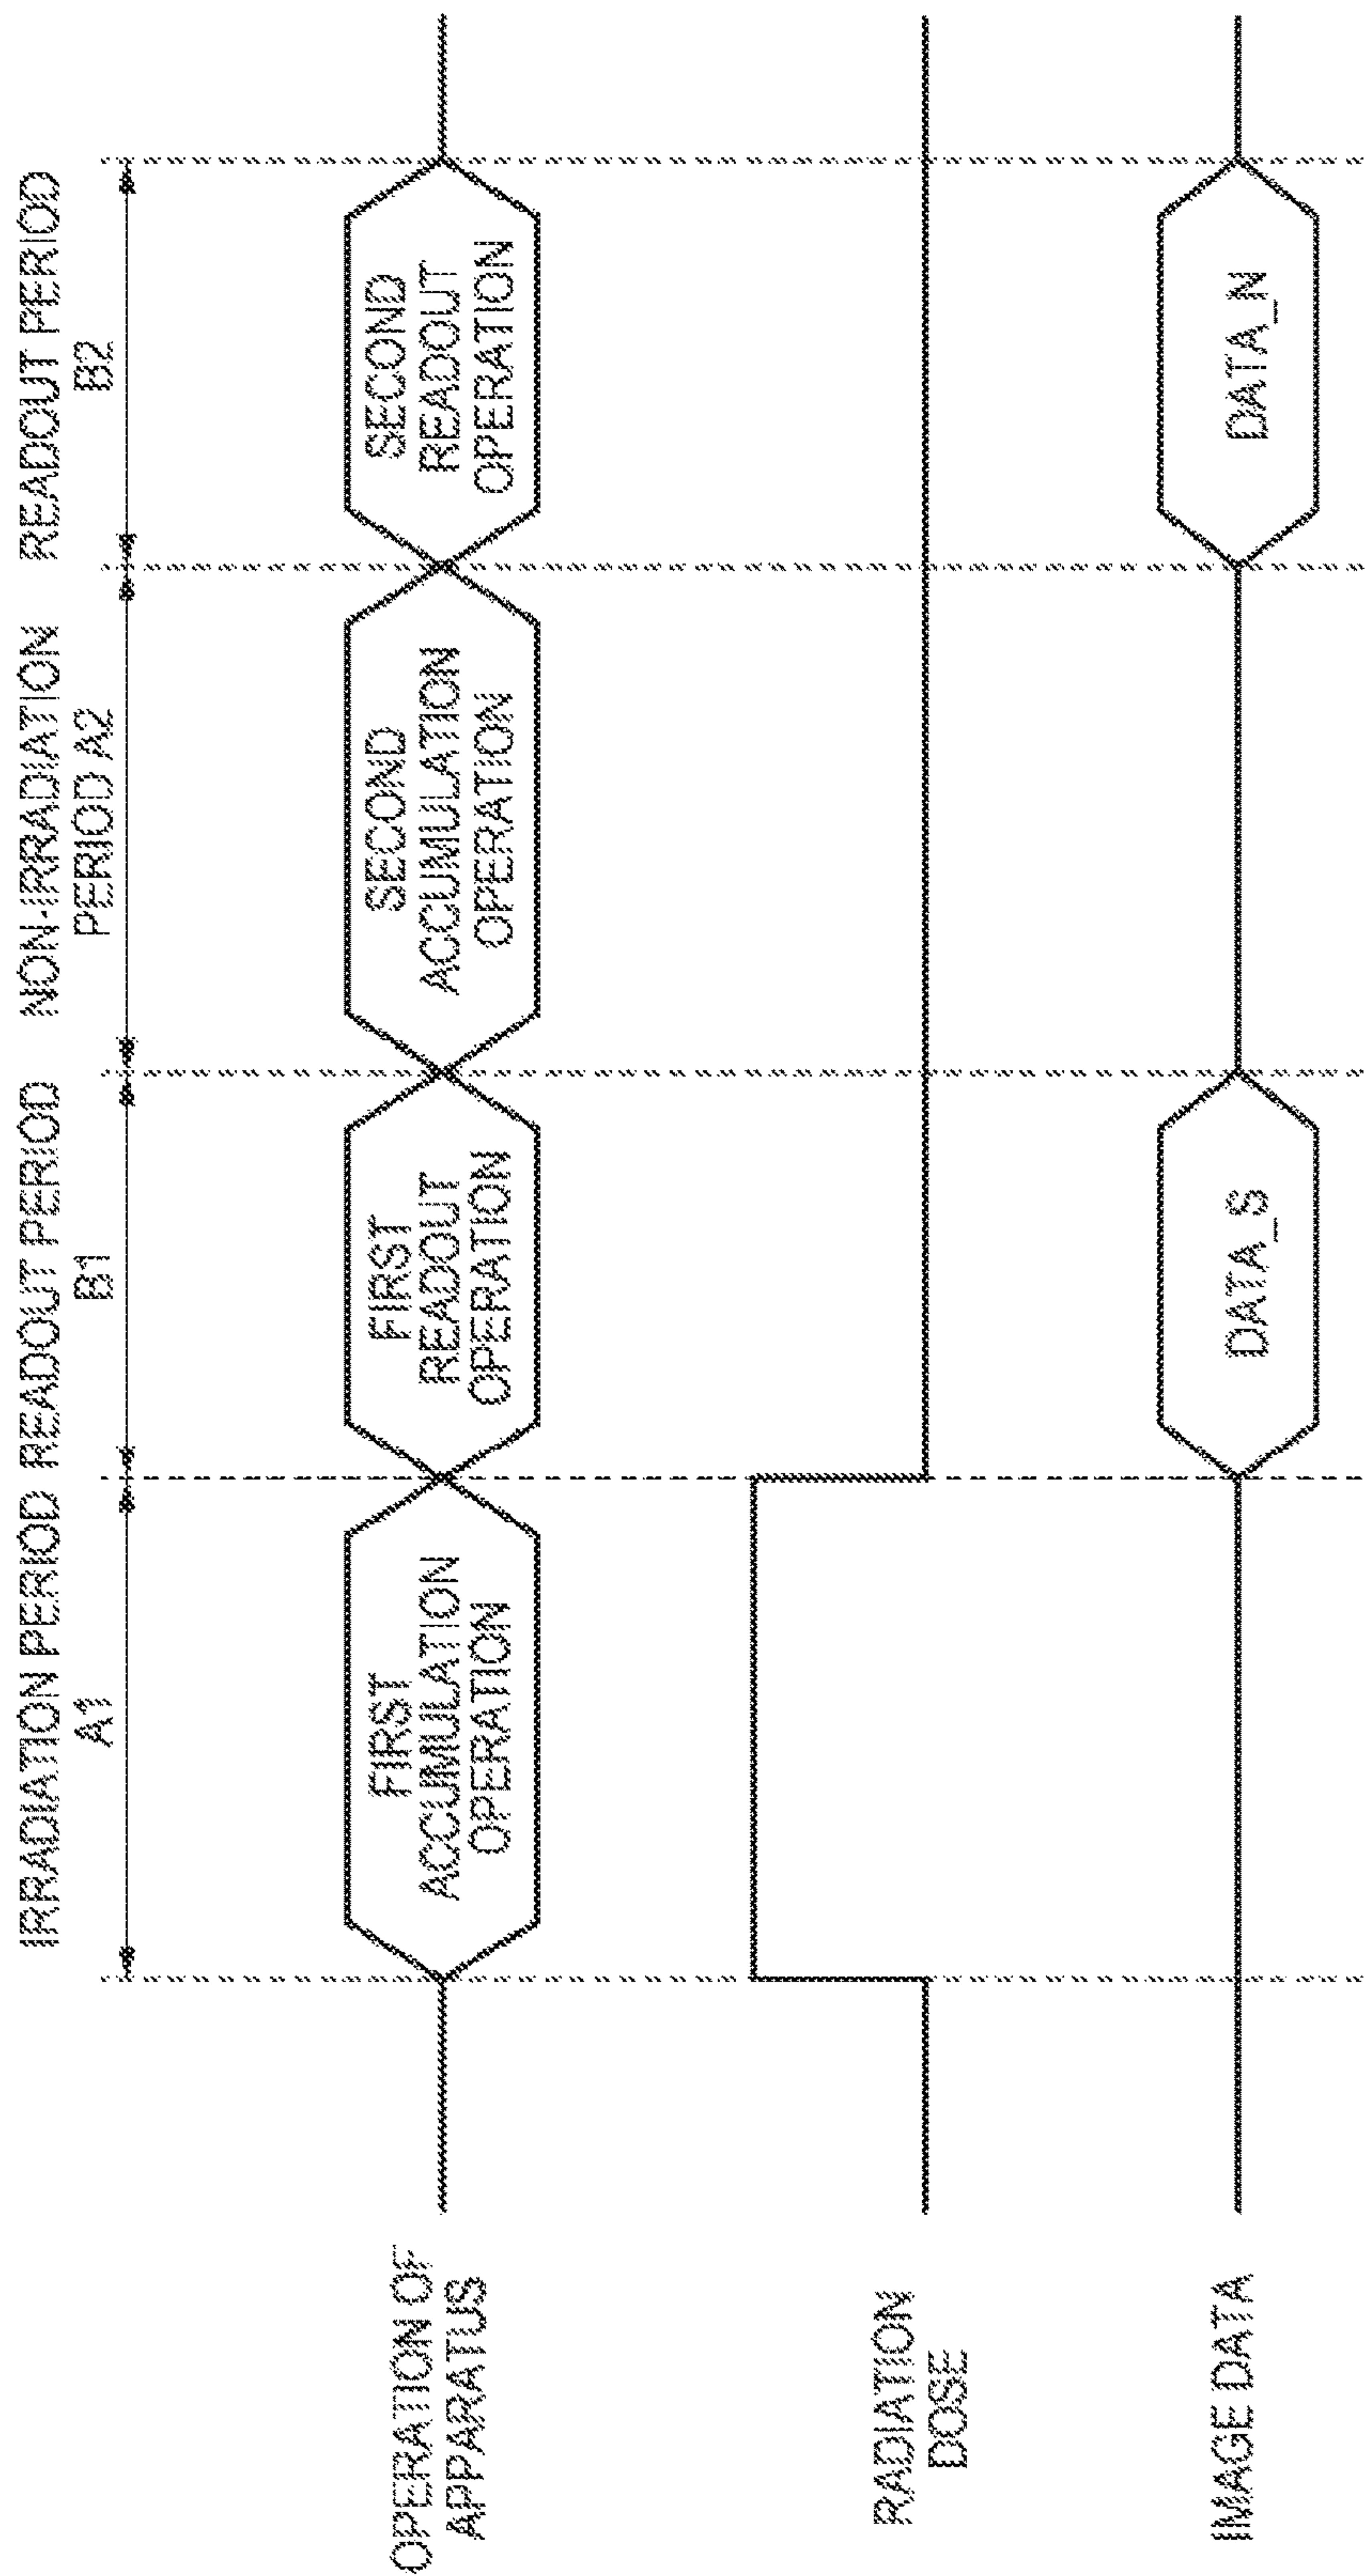 IRRADIATION PERIOD
A1
READOUT PERIOD
B1
NON-IRRADIATION
PERIOD A2
READOUT PERIOD
B2
OPERATION OF
APPARATUS
FIRST
ACCUMULATION
OPERATION
FIRST
READOUT
OPERATION
SECOND
ACCUMULATION
OPERATION
SECOND
READOUT
OPERATION
RADIATION
DOSE
IMAGE DATA
DATA_S
DATA_N